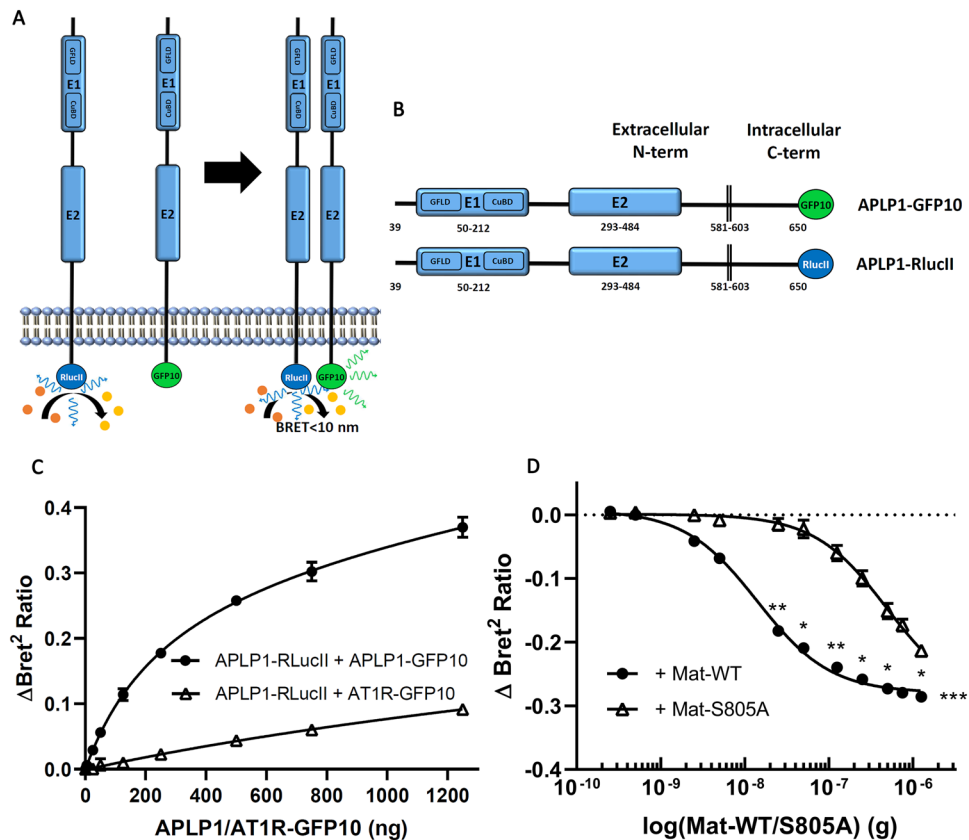 A
GFLD
E1
CuBD
E2
RlucII
GFLD
E1
CuBD
E2
GFP10
GFLD
E1
CuBD
E2
RlucII
GFLD
E1
CuBD
E2
GFP10
BRET<10 nm
B
Extracellular Intracellular
N-term C-term
GFLD E1 CuBD E2 GFP10 APLP1-GFP10
39 50-212 293-484 581-603 650
GFLD E1 CuBD E2 RlucII APLP1-RlucII
39 50-212 293-484 581-603 650
C
ΔBret² Ratio
0.4
0.3
0.2
0.1
0.0
APLP1-RLucII + APLP1-GFP10
APLP1-RLucII + AT1R-GFP10
0 200 400 600 800 1000 1200
APLP1/AT1R-GFP10 (ng)
D
Δ Bret² Ratio
0.0
-0.1
-0.2
-0.3
-0.4
** * ** * * * ***
+ Mat-WT
+ Mat-S805A
10⁻¹⁰ 10⁻⁹ 10⁻⁸ 10⁻⁷ 10⁻⁶
log(Mat-WT/S805A) (g)